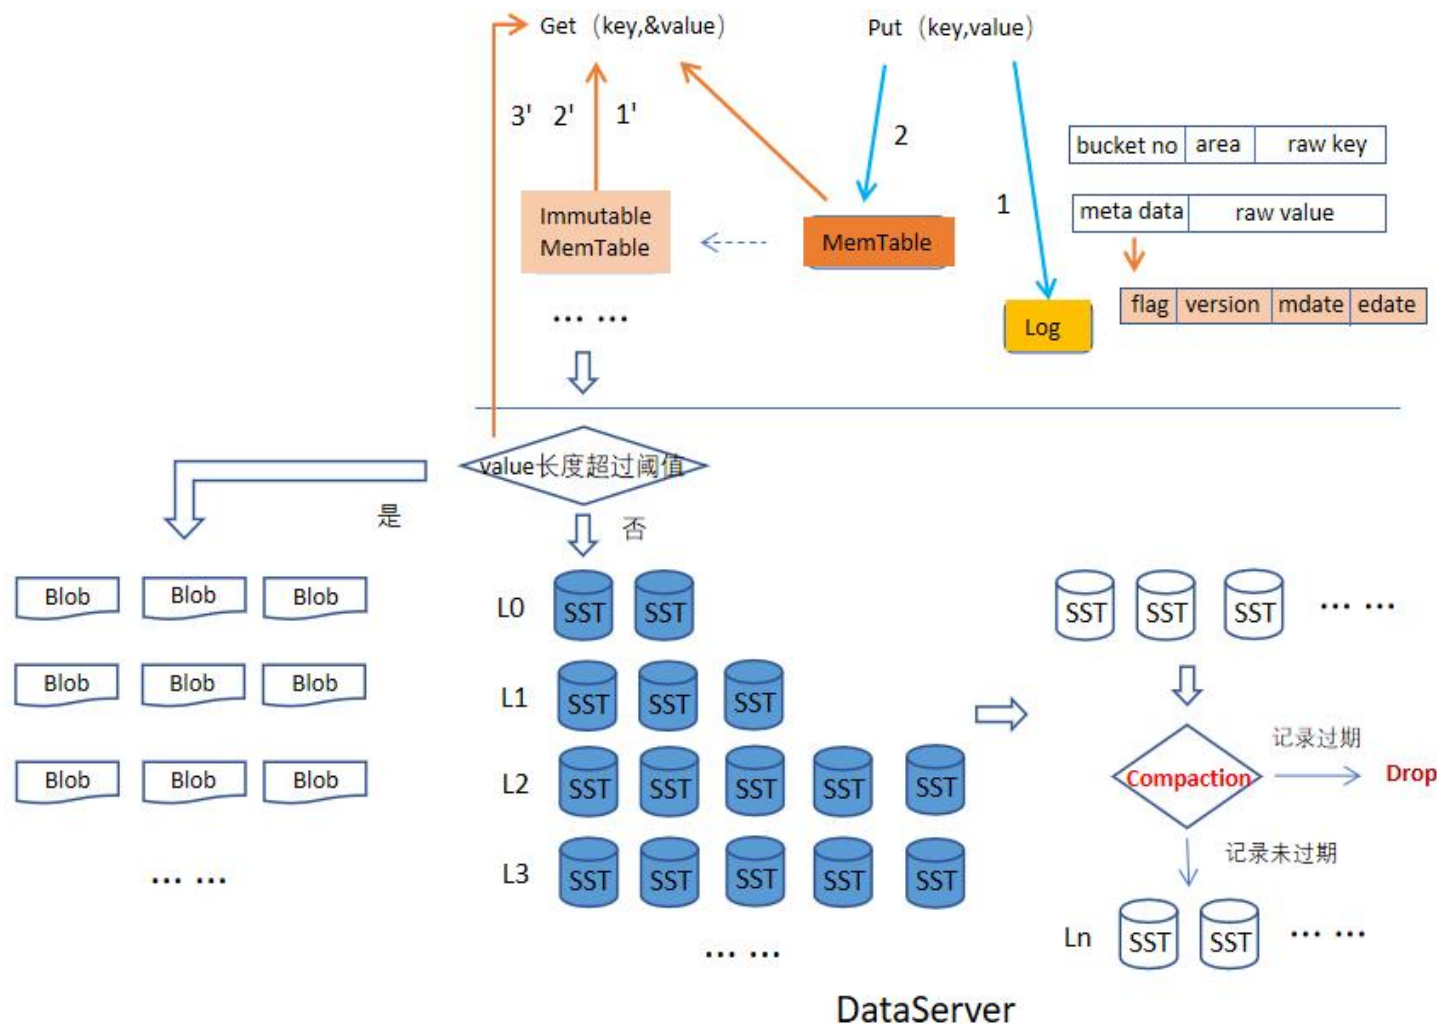 Get (key,&value)
Put (key,value)
3' 2' 1'
2
1
bucket no area raw key
meta data raw value
flag version mdate edate
Immutable
MemTable
MemTable
Log
... ...
value长度超过阈值
是
否
Blob Blob Blob
Blob Blob Blob
Blob Blob Blob
... ...
L0 SST SST
L1 SST SST SST
L2 SST SST SST SST SST
L3 SST SST SST SST SST
... ...
SST SST SST ... ...
Compaction
记录过期
Drop
记录未过期
Ln SST SST ... ...
DataServer